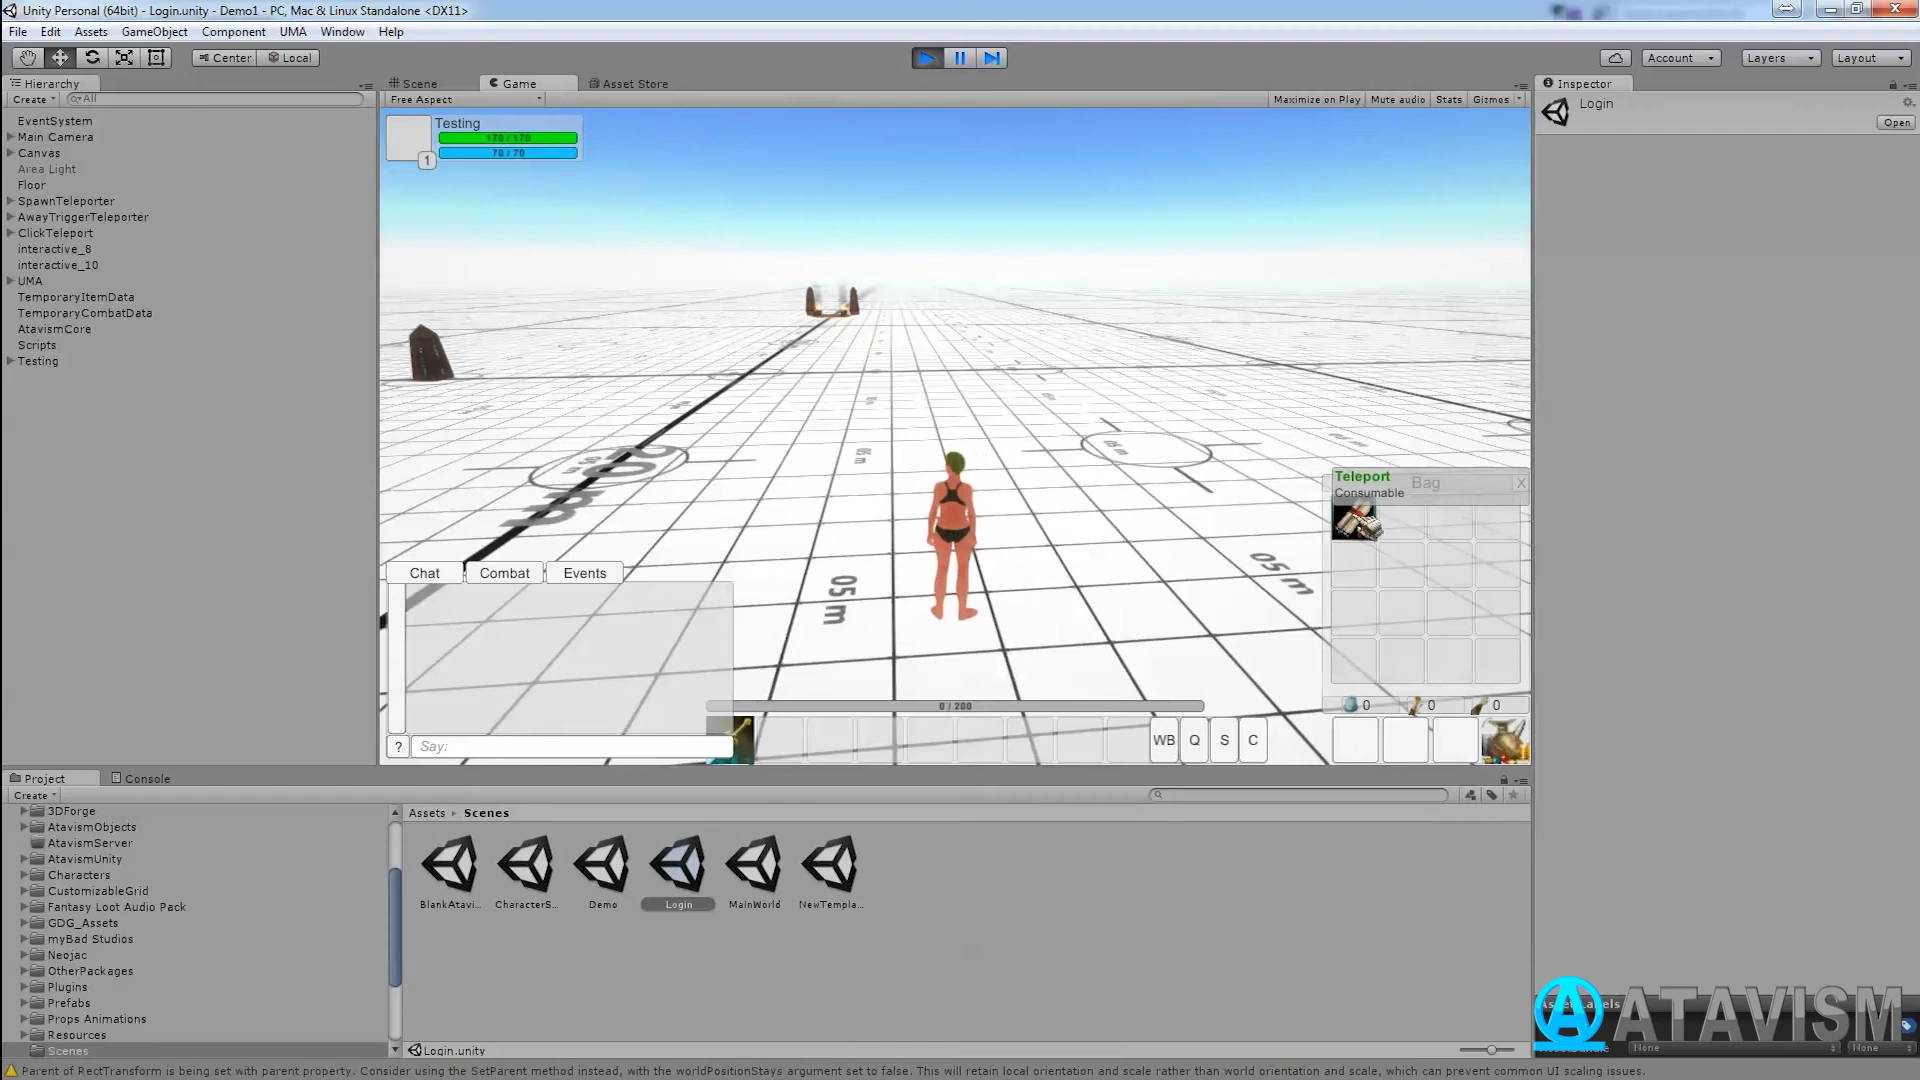 Unity Personal (64bit) - Login.unity - Demo1 - PC, Mac & Linux Standalone <DX11>
File Edit Assets GameObject Component UMA Window Help
Center Local
Account Layers Layout
Hierarchy
Create All
EventSystem
Main Camera
Canvas
Area Light
Floor
SpawnTeleporter
AwayTriggerTeleporter
ClickTeleport
interactive_8
interactive_10
UMA
TemporaryItemData
TemporaryCombatData
AtavismCore
Scripts
Testing
Scene Game Asset Store
Free Aspect
Maximize on Play Mute audio Stats Gizmos
Testing
170 / 170
70 / 70
1
05 m
05 m
05 m
05 m
Teleport
Consumable
Bag
X
0 0 0
Chat Combat Events
? Say:
0 / 200
WB Q S C
Inspector
Login
Open
Project Console
Create
3DForge
AtavismObjects
AtavismServer
AtavismUnity
Characters
CustomizableGrid
Fantasy Loot Audio Pack
GDG_Assets
myBad Studios
Neojac
OtherPackages
Plugins
Prefabs
Props Animations
Resources
Scenes
Assets Scenes
BlankAtavi... CharacterS... Demo Login MainWorld NewTempla...
Login.unity
ATAVISM
None None
Parent of RectTransform is being set with parent property. Consider using the SetParent method instead, with the worldPositionStays argument set to false. This will retain local orientation and scale rather than world orientation and scale, which can prevent common UI scaling issues.